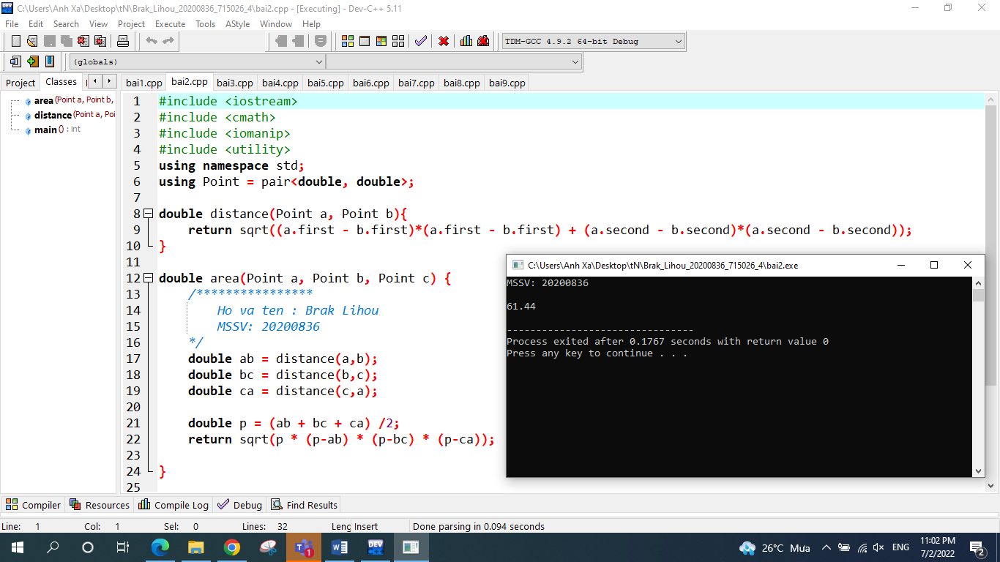 C:\Users\Anh Xa\Desktop\tN\Brak_Lihou_20200836_715026_4\bai2.cpp - [Executing] - Dev-C++ 5.11
File Edit Search View Project Execute Tools AStyle Window Help
TDM-GCC 4.9.2 64-bit Debug
(globals)
Project Classes
bai1.cpp bai2.cpp bai3.cpp bai4.cpp bai5.cpp bai6.cpp bai7.cpp bai8.cpp bai9.cpp
area (Point a, Point b,
distance (Point a, Poi
main () : int
1 #include <iostream>
2 #include <cmath>
3 #include <iomanip>
4 #include <utility>
5 using namespace std;
6 using Point = pair<double, double>;
7
8 double distance(Point a, Point b){
9 return sqrt((a.first - b.first)*(a.first - b.first) + (a.second - b.second)*(a.second - b.second));
10 }
11
12 double area(Point a, Point b, Point c) {
13 /****************
14 Ho va ten : Brak Lihou
15 MSSV: 20200836
16 */
17 double ab = distance(a,b);
18 double bc = distance(b,c);
19 double ca = distance(c,a);
20
21 double p = (ab + bc + ca) /2;
22 return sqrt(p * (p-ab) * (p-bc) * (p-ca));
23
24 }
25
C:\Users\Anh Xa\Desktop\tN\Brak_Lihou_20200836_715026_4\bai2.exe
MSSV: 20200836
61.44
--------------------------------
Process exited after 0.1767 seconds with return value 0
Press any key to continue . . .
Compiler Resources Compile Log Debug Find Results
Line: 1 Col: 1 Sel: 0 Lines: 32 Leng Insert Done parsing in 0.094 seconds
DEV 1 26°C Mưa ENG 11:02 PM
7/2/2022 2